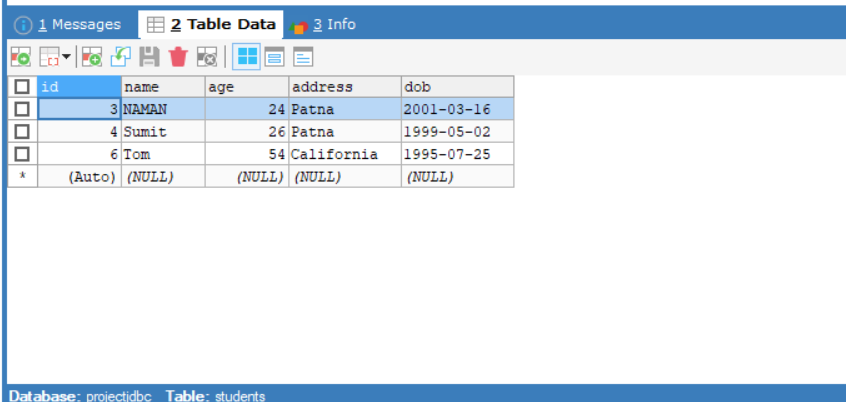 1 Messages 2 Table Data 3 Info
id name age address dob
3 NAMAN 24 Patna 2001-03-16
4 Sumit 26 Patna 1999-05-02
6 Tom 54 California 1995-07-25
* (Auto) (NULL) (NULL) (NULL) (NULL)
Database: projectjdbc Table: students